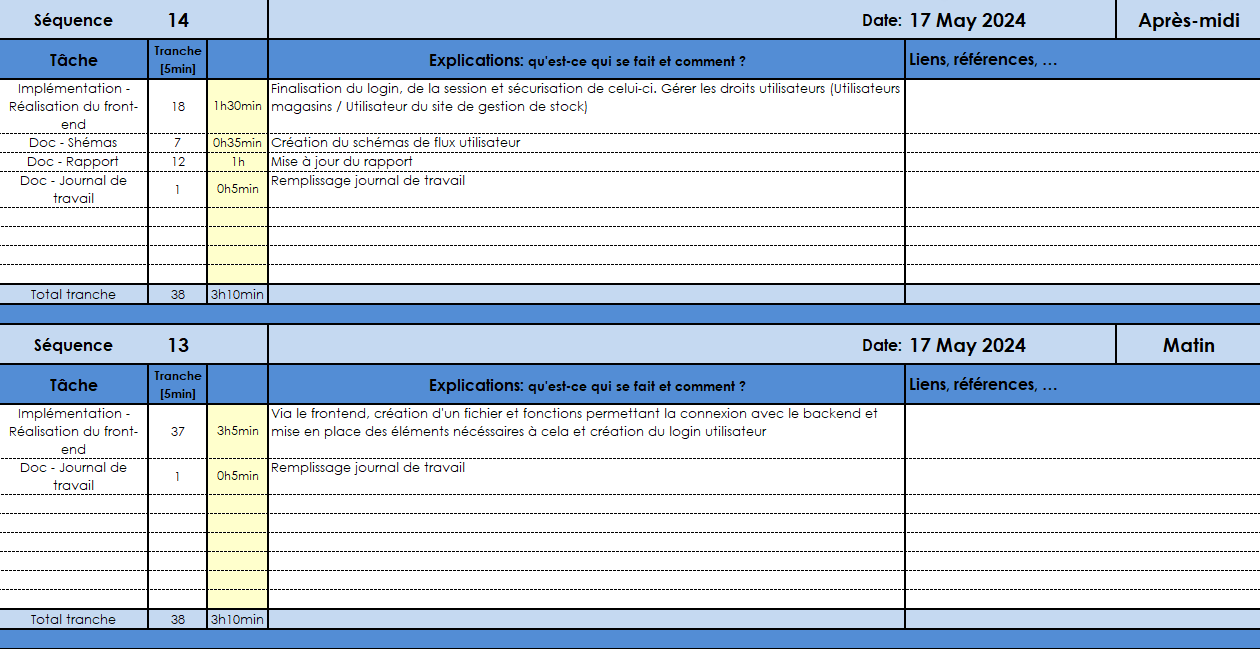 Séquence 14 Date: 17 May 2024 Après-midi
Tâche Tranche [5min] Explications: qu'est-ce qui se fait et comment ? Liens, références, ...
Implémentation - Réalisation du front-end 18 1h30min Finalisation du login, de la session et sécurisation de celui-ci. Gérer les droits utilisateurs (Utilisateurs magasins / Utilisateur du site de gestion de stock)
Doc - Shémas 7 0h35min Création du schémas de flux utilisateur
Doc - Rapport 12 1h Mise à jour du rapport
Doc - Journal de travail 1 0h5min Remplissage journal de travail
Total tranche 38 3h10min
Séquence 13 Date: 17 May 2024 Matin
Tâche Tranche [5min] Explications: qu'est-ce qui se fait et comment ? Liens, références, ...
Implémentation - Réalisation du front-end 37 3h5min Via le frontend, création d'un fichier et fonctions permettant la connexion avec le backend et mise en place des éléments nécéssaires à cela et création du login utilisateur
Doc - Journal de travail 1 0h5min Remplissage journal de travail
Total tranche 38 3h10min